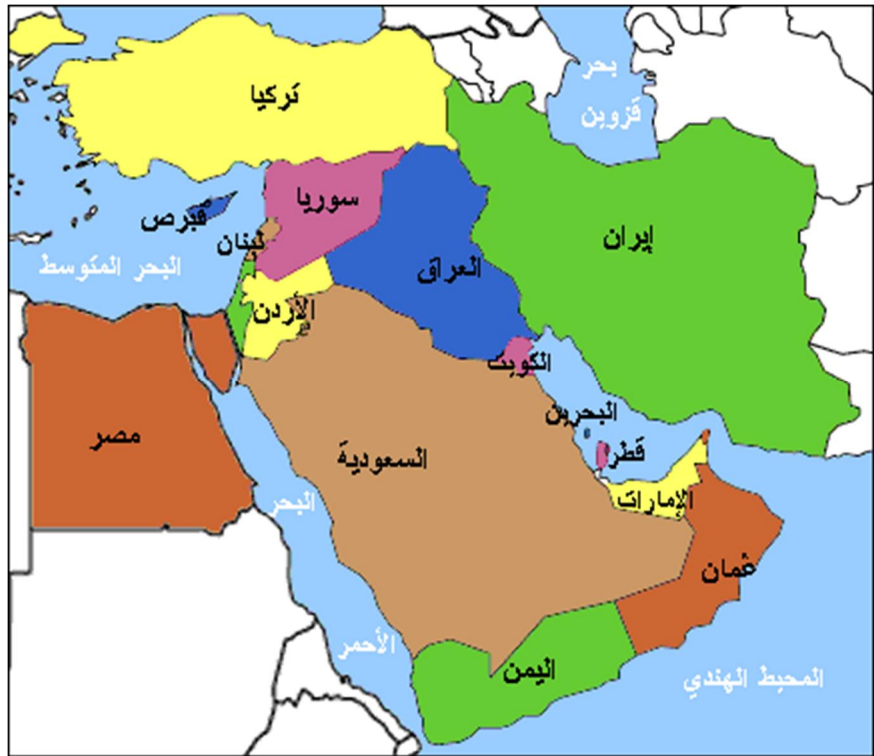 بحر
قزوين
تركيا
سوريا
قبرص
إيران
لبنان
البحر المتوسط
العراق
الأردن
الكويت
البحرين
مصر
قطر
السعودية
الإمارات
البحر
عُمان
الأحمر
اليمن
المحيط الهندي